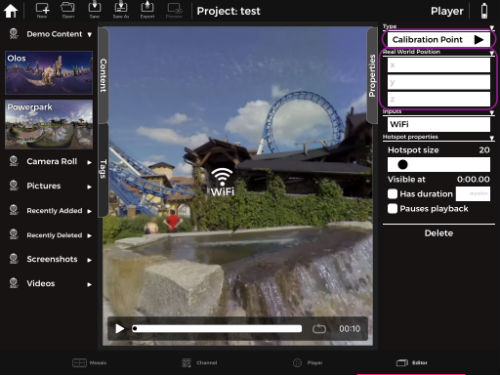 New
Open
Save
Save As
Export
Preview
Project: test
Player
Demo Content
Olos
Powerpark
Camera Roll
Pictures
Recently Added
Recently Deleted
Screenshots
Videos
Content
Tags
WiFi
00:10
Properties
Type
Calibration Point
Real World Position
x
y
z
Inputs
WiFi
Hotspot properties
Hotspot size 20
Visible at 0:00.00
Has duration
Pauses playback
Delete
Mosaic
Channel
Player
Editor